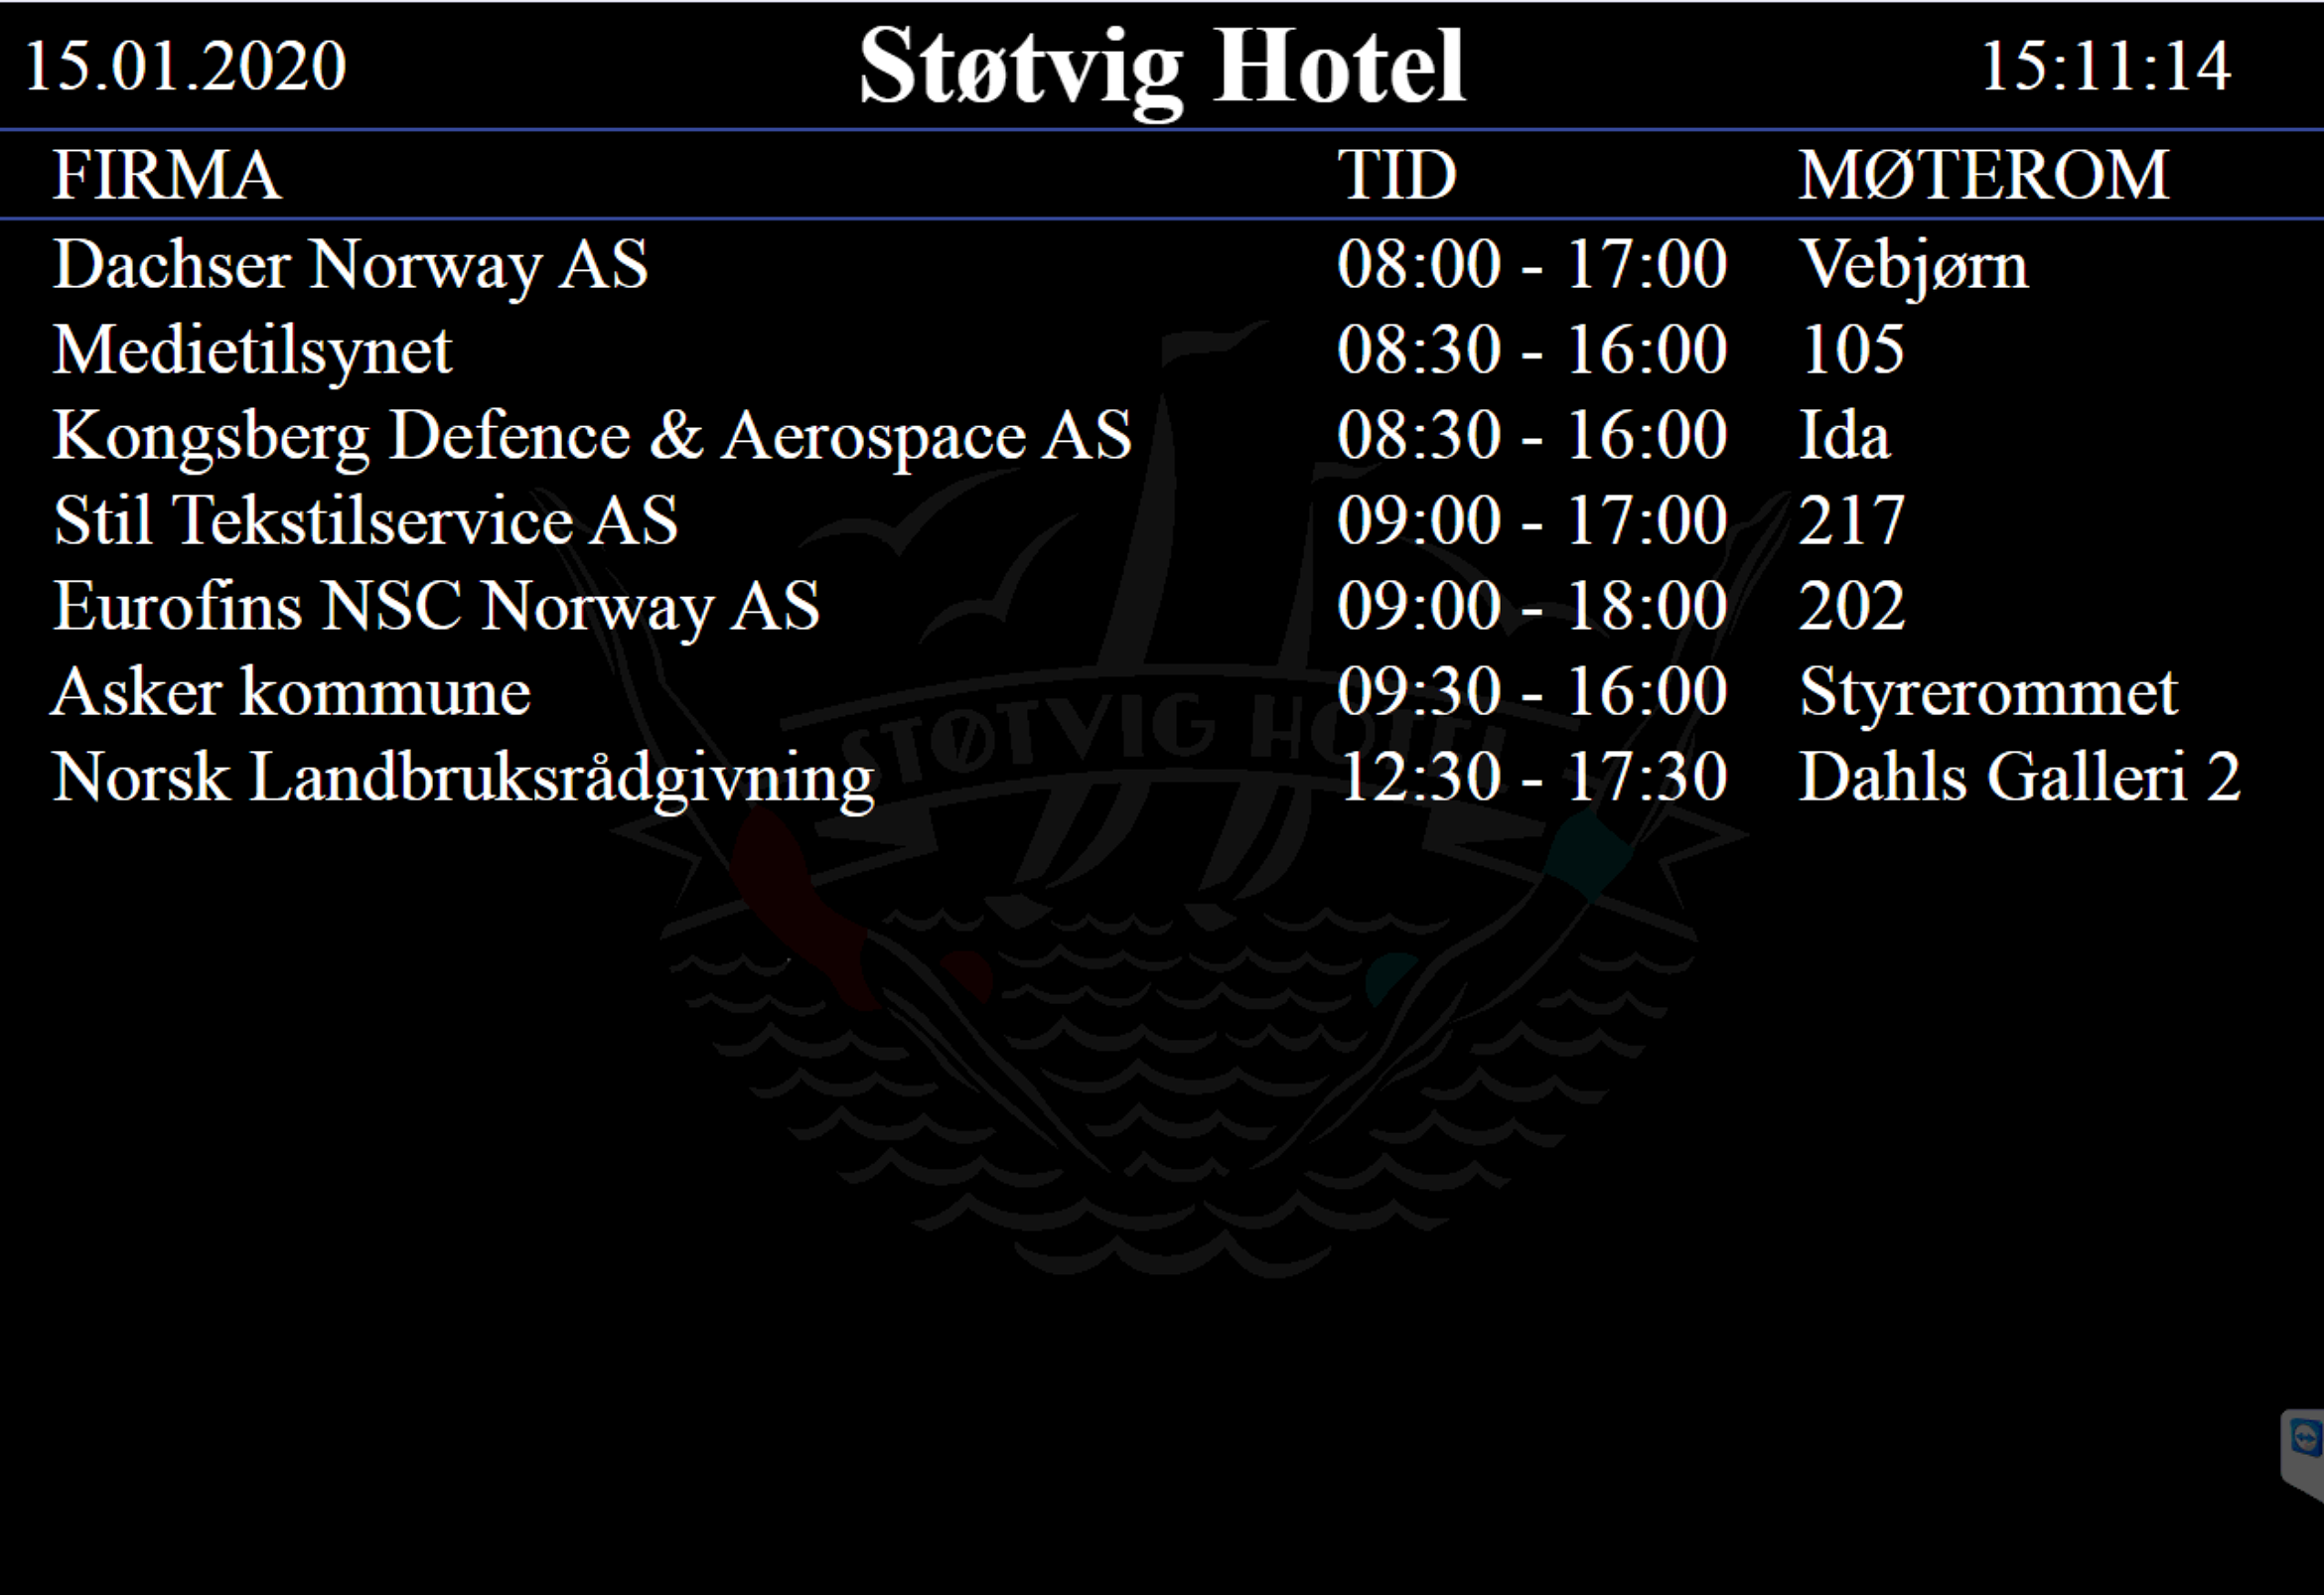 15.01.2020 Støtvig Hotel 15:11:14
FIRMA TID MØTEROM
Dachser Norway AS 08:00 - 17:00 Vebjørn
Medietilsynet 08:30 - 16:00 105
Kongsberg Defence & Aerospace AS 08:30 - 16:00 Ida
Stil Tekstilservice AS 09:00 - 17:00 217
Eurofins NSC Norway AS 09:00 - 18:00 202
Asker kommune 09:30 - 16:00 Styrerommet
STØTVIG HOTEL
Norsk Landbruksrådgivning 12:30 - 17:30 Dahls Galleri 2